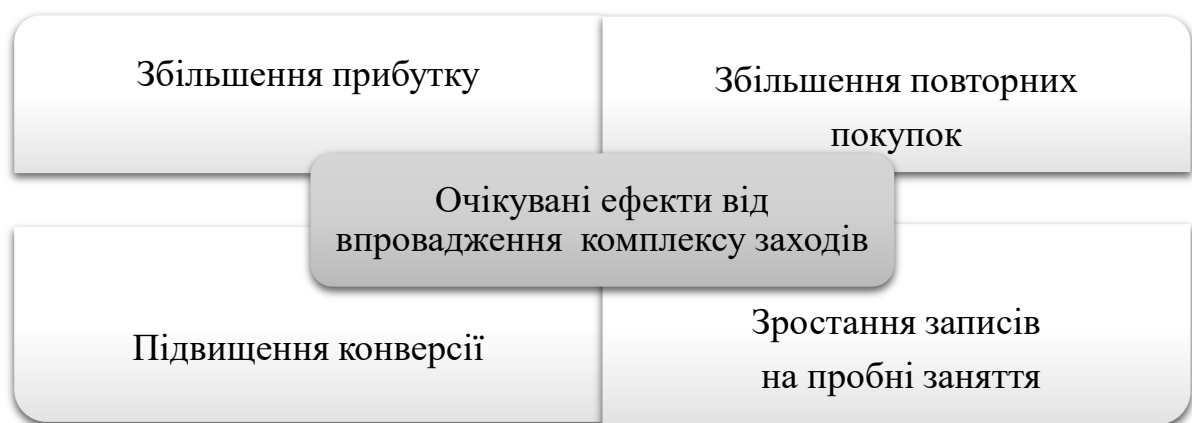 Збільшення прибутку
Збільшення повторних
покупок
Очікувані ефекти від
впровадження комплексу заходів
Підвищення конверсії
Зростання записів
на пробні заняття